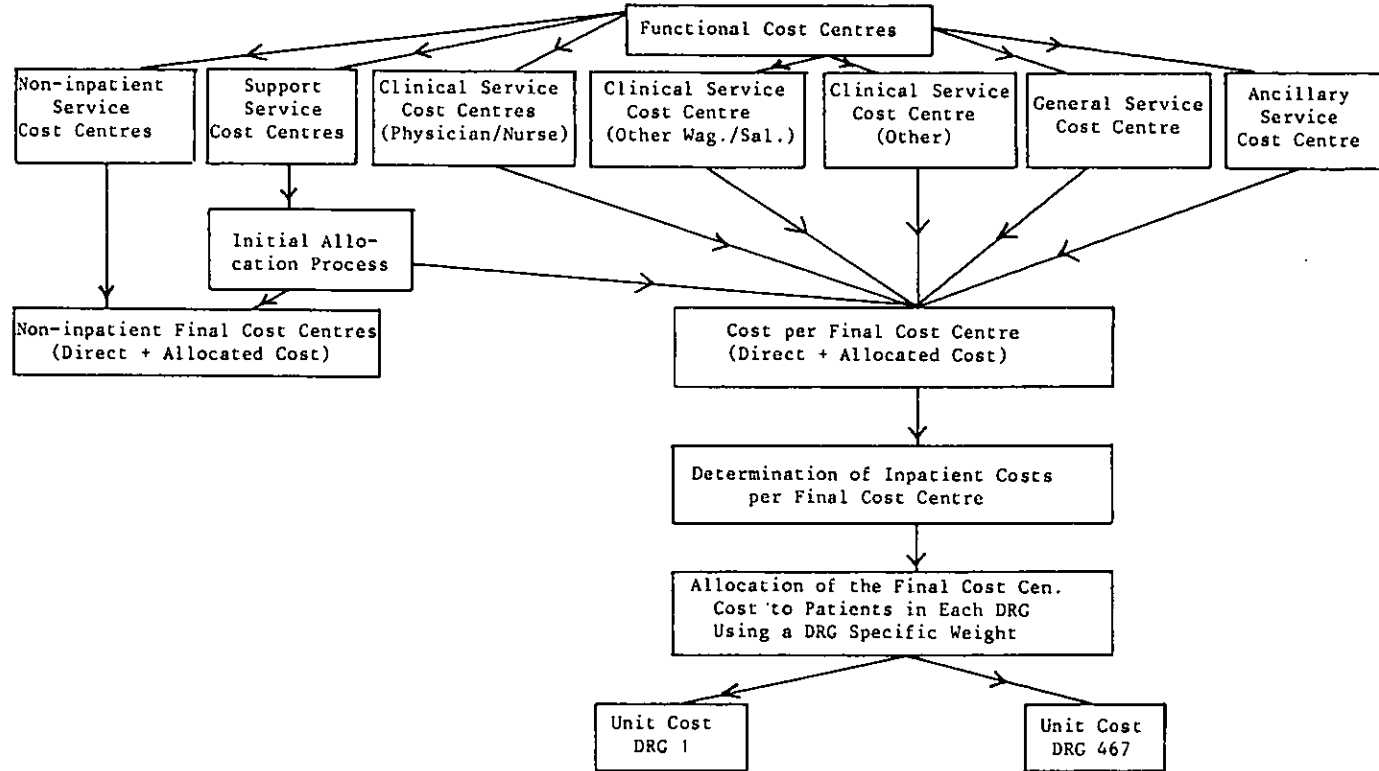 Functional Cost Centres
Non-inpatient
Service
Cost Centres
Support
Service
Cost Centres
Clinical Service
Cost Centres
(Physician/Nurse)
Clinical Service
Cost Centre
(Other Wag./Sal.)
Clinical Service
Cost Centre
(Other)
General Service
Cost Centre
Ancillary
Service
Cost Centre
Initial Allo-
cation Process
Non-inpatient Final Cost Centres
(Direct + Allocated Cost)
Cost per Final Cost Centre
(Direct + Allocated Cost)
Determination of Inpatient Costs
per Final Cost Centre
Allocation of the Final Cost Cen.
Cost to Patients in Each DRG
Using a DRG Specific Weight
Unit Cost
DRG 1
Unit Cost
DRG 467